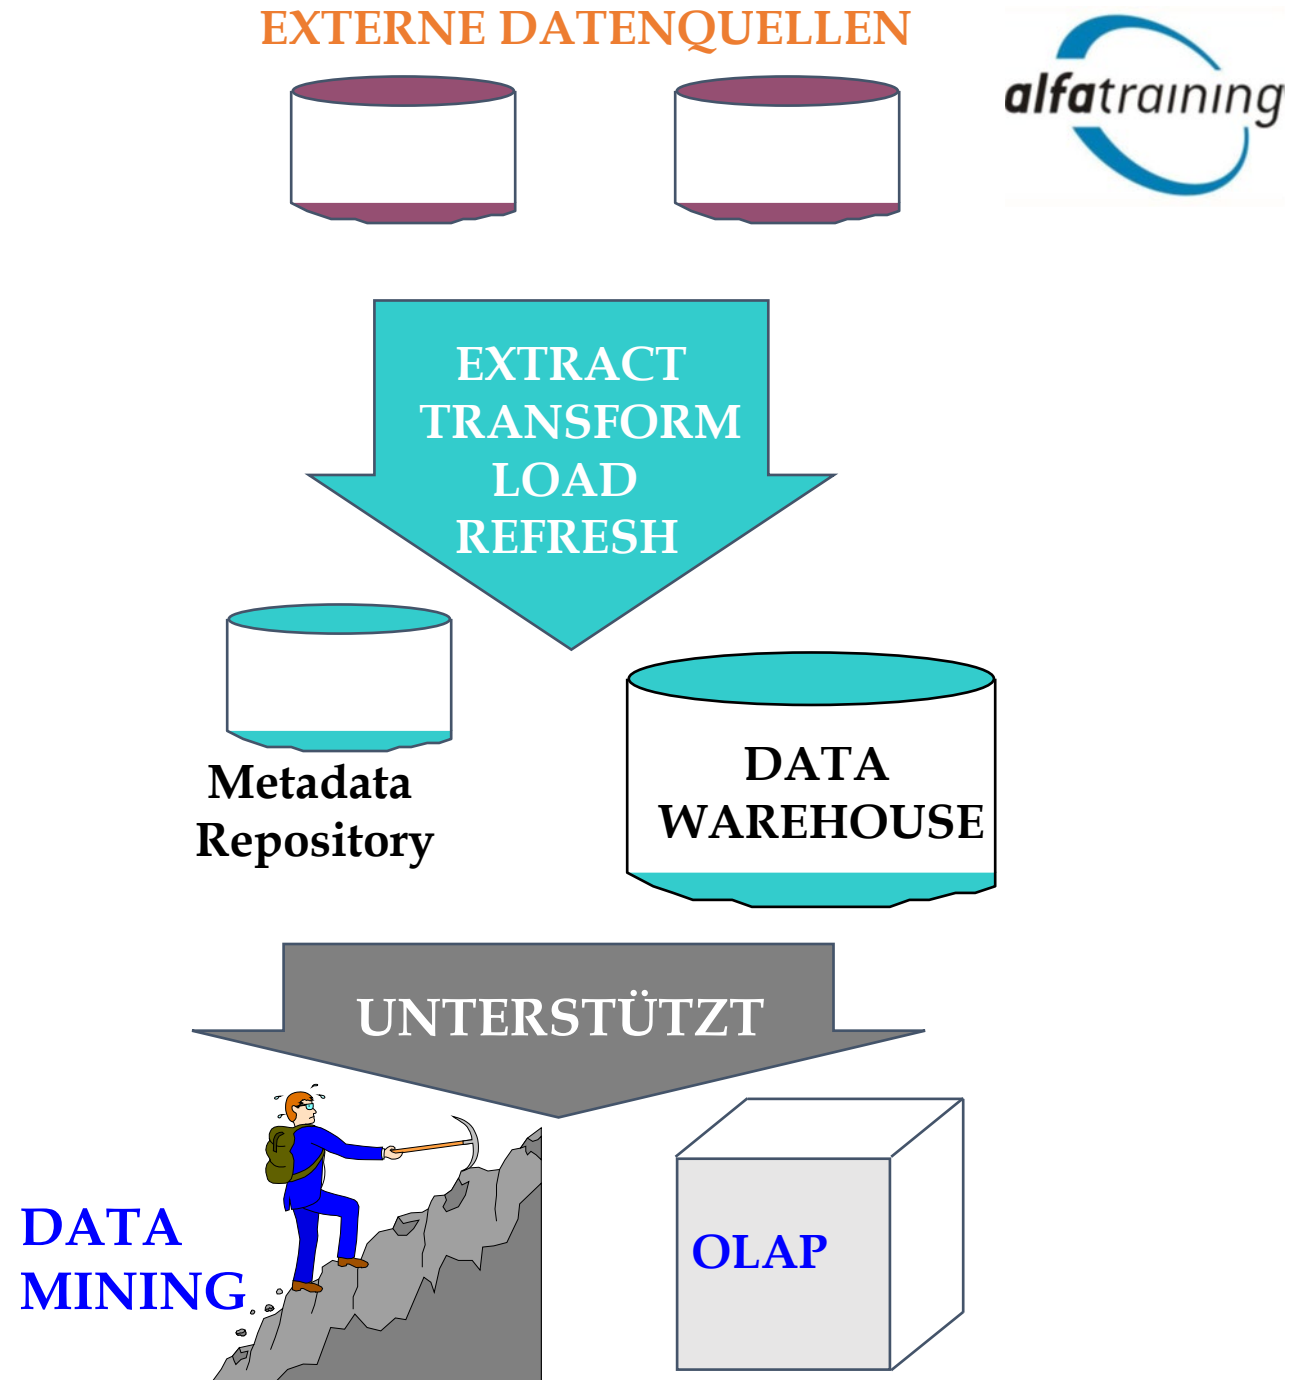 EXTERNE DATENQUELLEN
alfatraining
EXTRACT
TRANSFORM
LOAD
REFRESH
Metadata
Repository
DATA
WAREHOUSE
UNTERSTÜTZT
DATA
MINING
OLAP